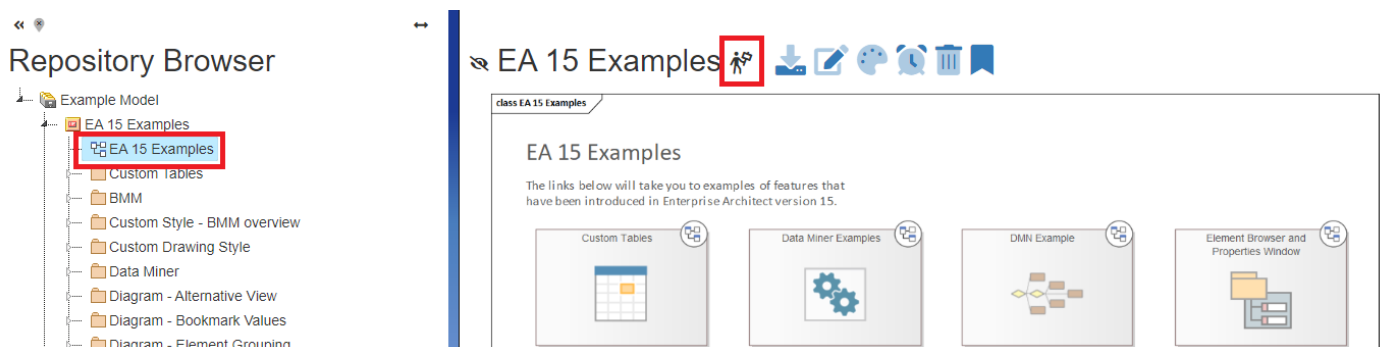 Repository Browser
Example Model
EA 15 Examples
EA 15 Examples
Custom Tables
BMM
Custom Style - BMM overview
Custom Drawing Style
Data Miner
Diagram - Alternative View
Diagram - Bookmark Values
Diagram - Element Grouping
EA 15 Examples
class EA 15 Examples
EA 15 Examples
The links below will take you to examples of features that
have been introduced in Enterprise Architect version 15.
Custom Tables
Data Miner Examples
DMN Example
Element Browser and
Properties Window